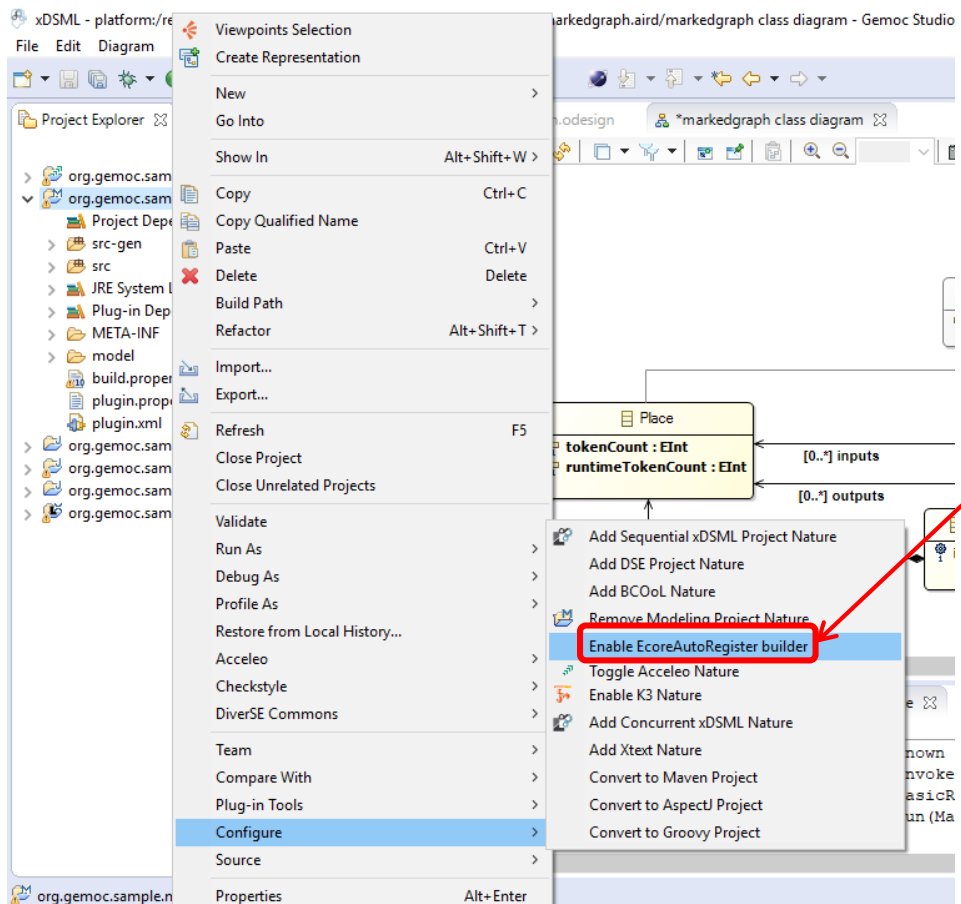 xDSML - platform:/re
arkedgraph.aird/markedgraph class diagram - Gemoc Studio
File Edit Diagram
Project Explorer
n.odesign
*markedgraph class diagram
org.gemoc.sam
org.gemoc.sam
Project Depe
src-gen
src
JRE System L
Plug-in Dep
META-INF
model
build.proper
plugin.prope
plugin.xml
org.gemoc.sam
org.gemoc.sam
org.gemoc.sam
org.gemoc.sam
org.gemoc.sample.m
Viewpoints Selection
Create Representation
New
Go Into
Show In Alt+Shift+W
Copy Ctrl+C
Copy Qualified Name
Paste Ctrl+V
Delete Delete
Build Path
Refactor Alt+Shift+T
Import...
Export...
Refresh F5
Close Project
Close Unrelated Projects
Validate
Run As
Debug As
Profile As
Restore from Local History...
Acceleo
Checkstyle
DiverSE Commons
Team
Compare With
Plug-in Tools
Configure
Source
Properties Alt+Enter
Place
tokenCount : EInt
runtimeTokenCount : EInt
[0..*] inputs
[0..*] outputs
Add Sequential xDSML Project Nature
Add DSE Project Nature
Add BCOoL Nature
Remove Modeling Project Nature
Enable EcoreAutoRegister builder
Toggle Acceleo Nature
Enable K3 Nature
Add Concurrent xDSML Nature
Add Xtext Nature
Convert to Maven Project
Convert to AspectJ Project
Convert to Groovy Project
e
nown
nvoke
asicR
un(Ma